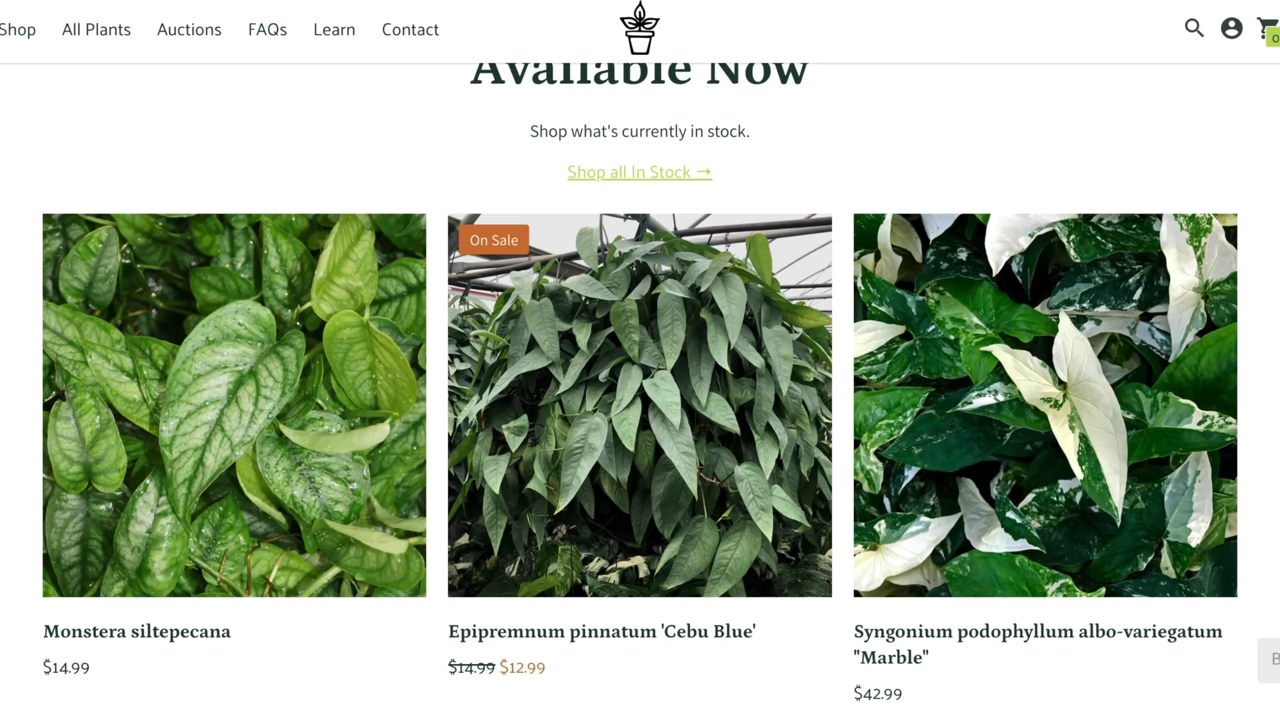 Shop All Plants Auctions FAQs Learn Contact
0
Available Now
Shop what's currently in stock.
Shop all In Stock →
On Sale
Monstera siltepecana
$14.99
Epipremnum pinnatum 'Cebu Blue'
$14.99 $12.99
Syngonium podophyllum albo-variegatum
"Marble"
$42.99